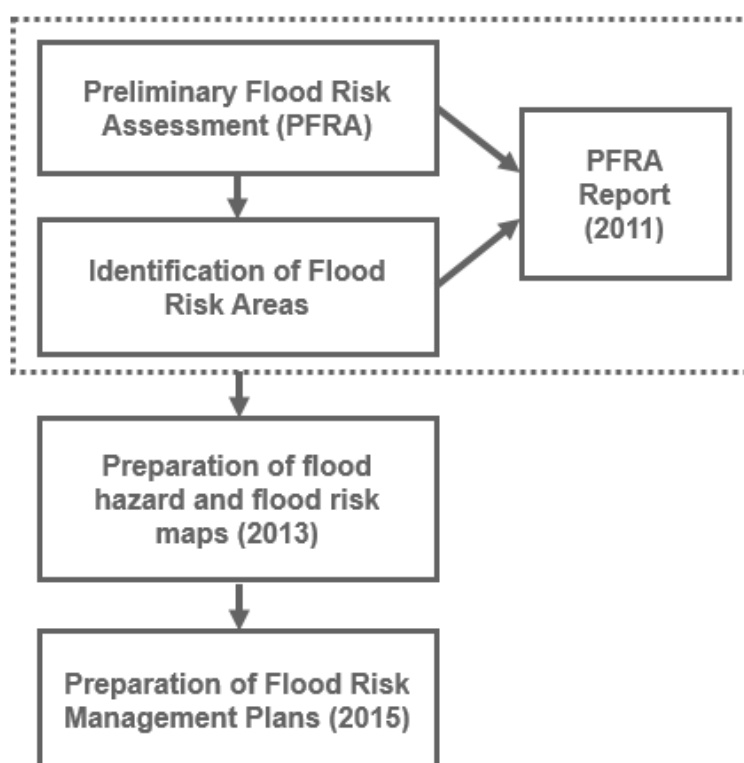 Preliminary Flood Risk
Assessment (PFRA)
PFRA
Report
(2011)
Identification of Flood
Risk Areas
Preparation of flood
hazard and flood risk
maps (2013)
Preparation of Flood Risk
Management Plans (2015)